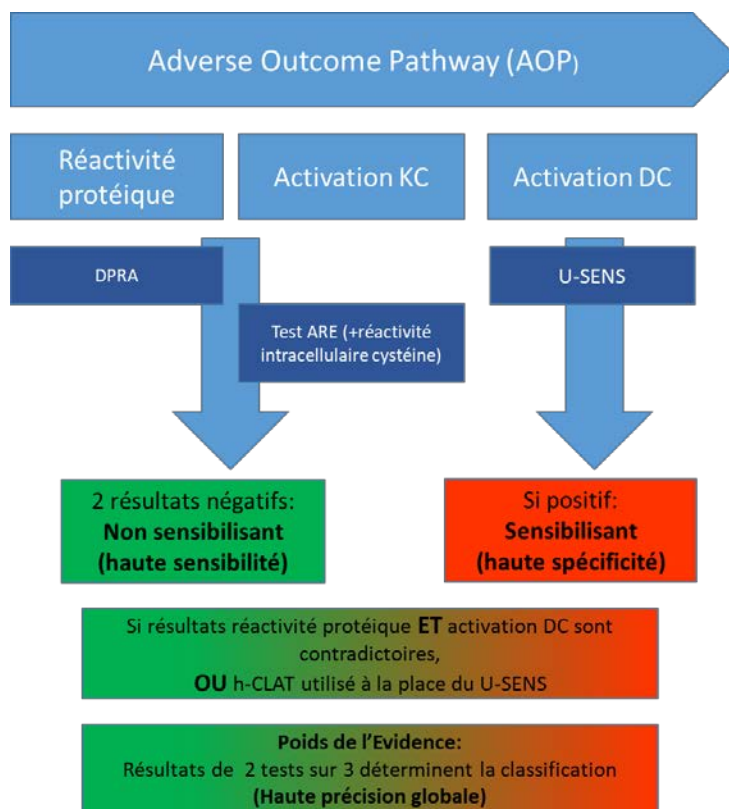 Adverse Outcome Pathway (AOP)
Réactivité
protéique
Activation KC
Activation DC
DPRA
U-SENS
Test ARE (+réactivité
intracellulaire cystéine)
2 résultats négatifs:
Non sensibilisant
(haute sensibilité)
Si positif:
Sensibilisant
(haute spécificité)
Si résultats réactivité protéique ET activation DC sont
contradictoires,
OU h-CLAT utilisé à la place du U-SENS
Poids de l’Evidence:
Résultats de 2 tests sur 3 déterminent la classification
(Haute précision globale)